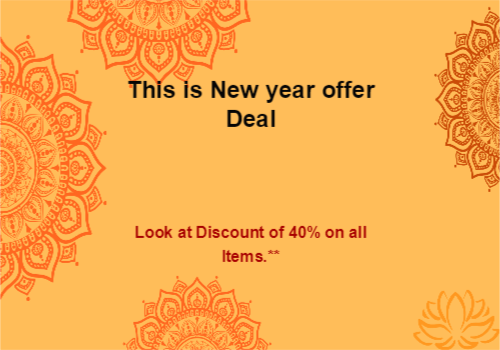 This is New year offer
Deal
Look at Discount of 40% on all
Items.**